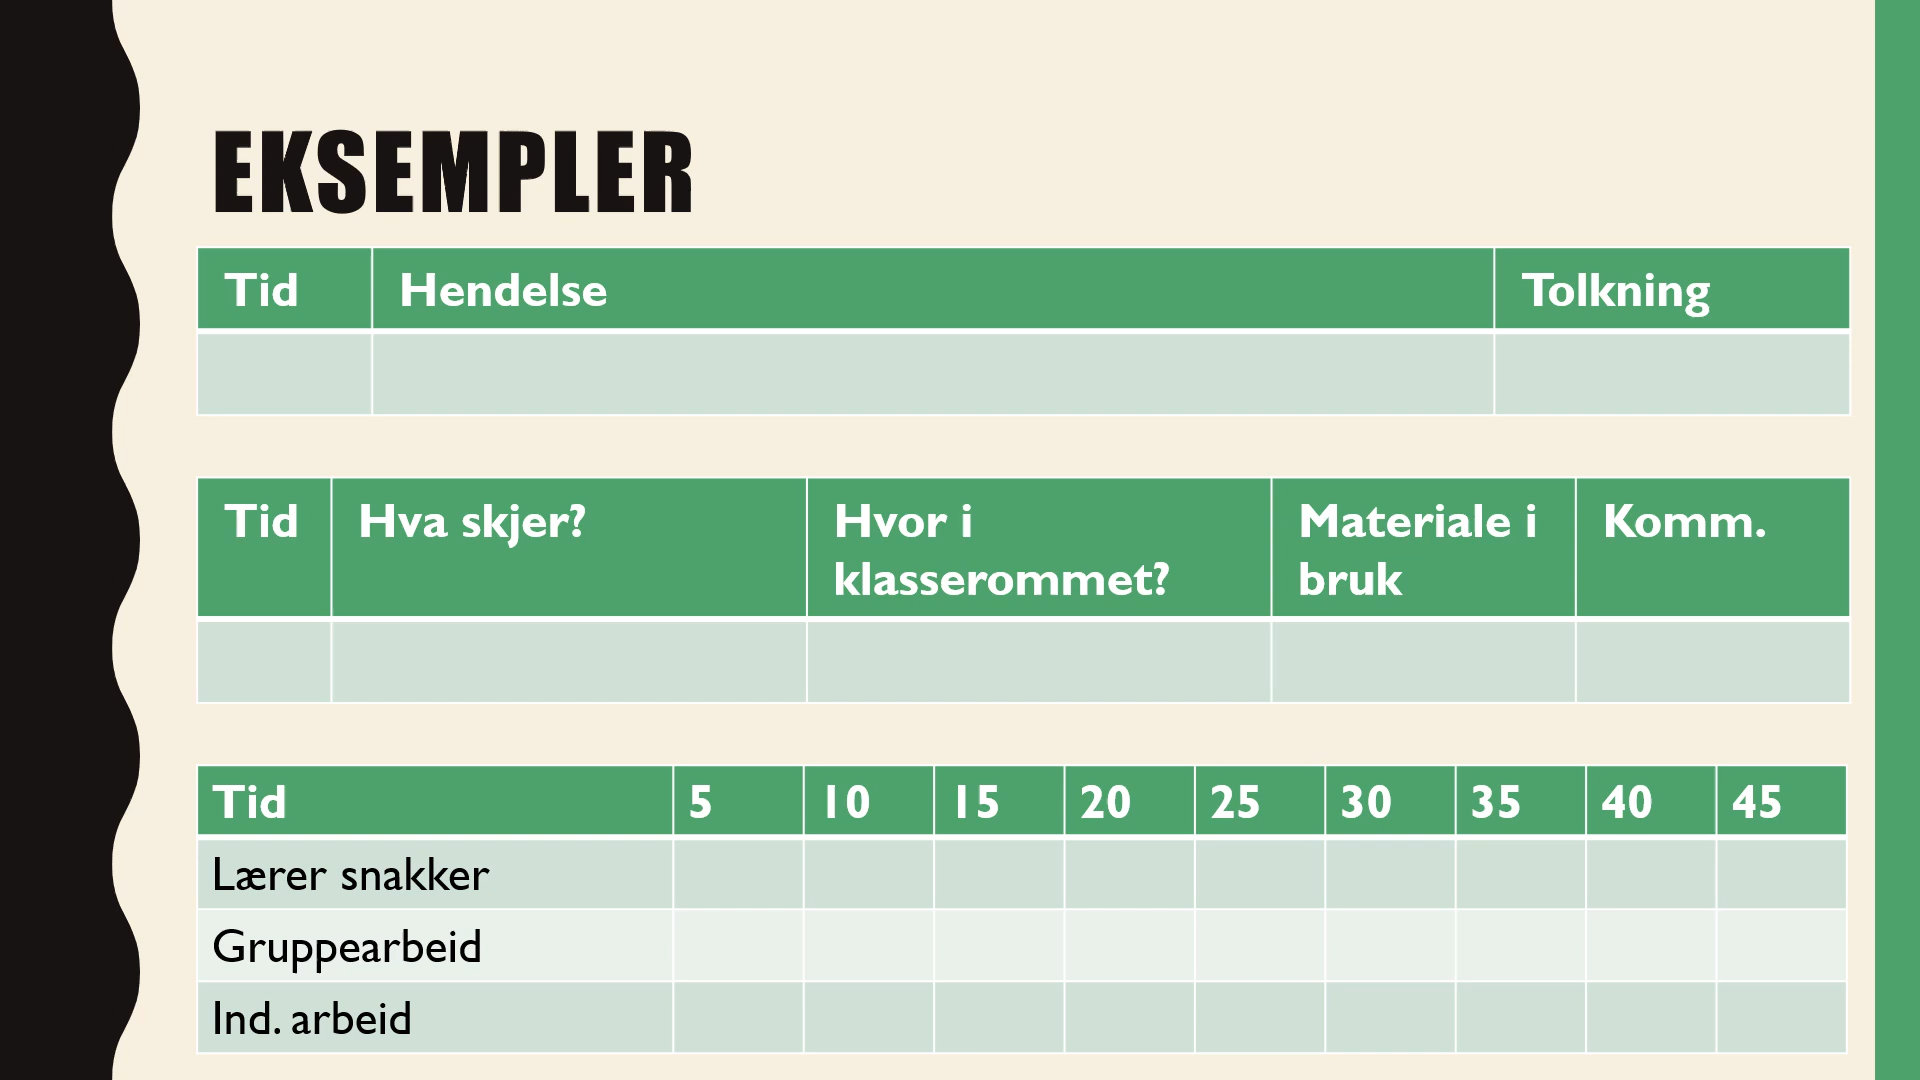 EKSEMPLER
Tid Hendelse Tolkning
Tid Hva skjer? Hvor i klasserommet? Materiale i bruk Komm.
Tid 5 10 15 20 25 30 35 40 45
Lærer snakker
Gruppearbeid
Ind. arbeid